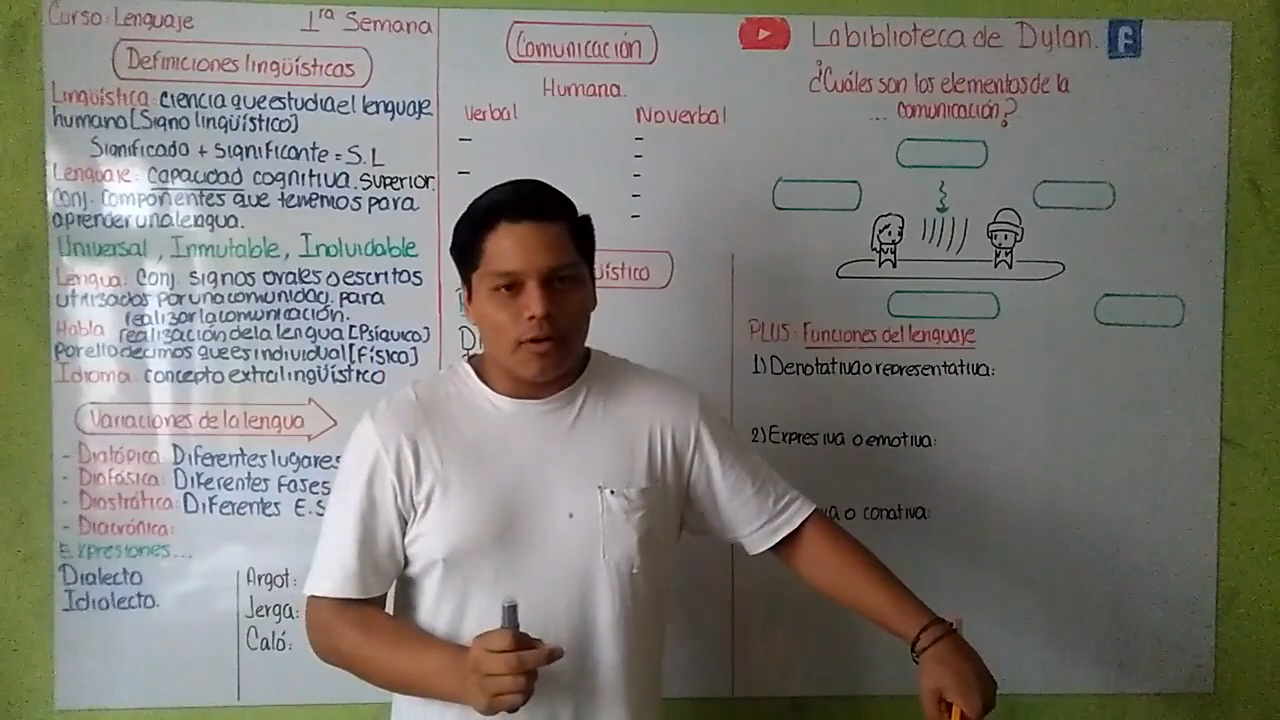 Curso: Lenguaje
1ra Semana
Definiciones lingüísticas
Lingüística: ciencia que estudia el lenguaje
humano [Signo lingüístico]
Significado + Significante = S.L
Lenguaje: capacidad cognitiva. superior.
Conj. componentes que tenemos para
aprender una lengua.
Universal, Inmutable, Inolvidable
Lengua: Conj. signos orales o escritos
utilizados por una comunidad. para
realizar la comunicación.
Habla realización de la lengua [Psíquico]
Por ello decimos que es individual [Físico]
Idioma: concepto extralingüístico
Variaciones de la lengua
- Diatópica: Diferentes lugares
- Diafásica: Diferentes fases
- Diastrática: Diferentes E.S
- Diacrónica:
Expresiones...
Dialecto
Idiolecto.
Argot:
Jerga:
Caló:
Comunicación
Humana.
Verbal
No verbal
-
-
-
-
-
-
-
üístico
La biblioteca de Dylan. f
¿Cuáles son los elementos de la
... comunicación?
PLUS: Funciones del lenguaje
1) Denotativa o representativa:
2) Expresiva o emotiva:
va o conativa: